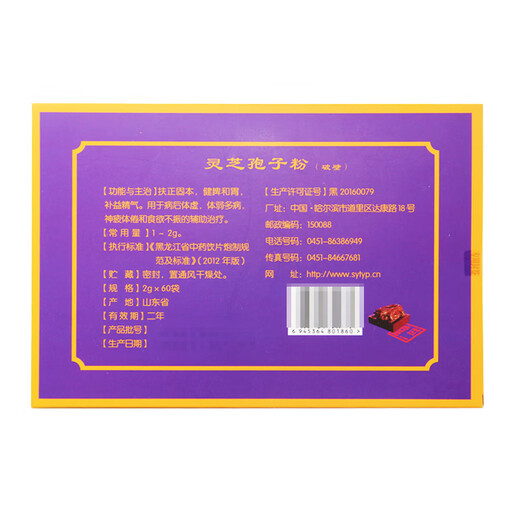 灵芝孢子粉（破壁）
【功能与主治】扶正固本，健脾和胃，
补益精气。用于病后体虚，体弱多病，
神疲体倦和食欲不振的辅助治疗。
【常 用 量】1－2g。
【执行标准】《黑龙江省中药饮片炮制规
范及标准》（2012 年版）
【贮 藏】密封，置通风干燥处。
【规 格】2g×60袋
【产 地】山东省
【有 效 期】二年
【产品批号】
【生产日期】
【生产许可证号】黑 20160079
厂址：中国·哈尔滨市道里区达康路 18 号
邮政编码：150088
电话号码：0451-86386949
传真号码：0451-84667681
网 址：http://www.syfyp.cn
6 945364 801860